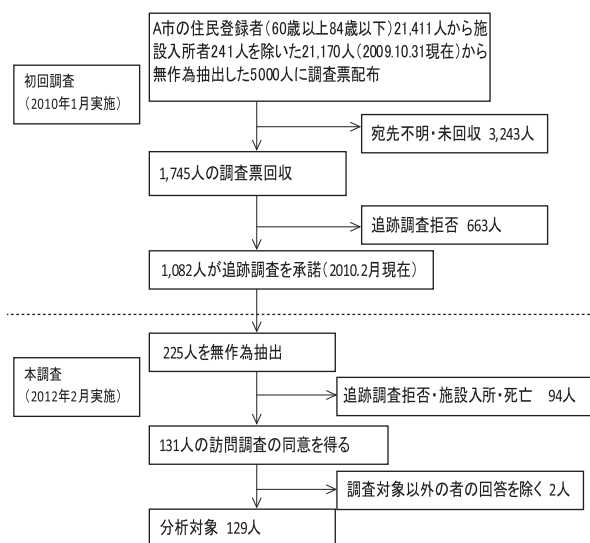 A市の住民登録者（60歳以上84歳以下）21,411人から施
設入所者241人を除いた21,170人（2009.10.31現在）から
無作為抽出した5000人に調査票配布
初回調査
（2010年1月実施）
宛先不明・未回収 3,243人
1,745人の調査票回収
追跡調査拒否 663人
1,082人が追跡調査を承諾（2010.2月現在）
225人を無作為抽出
本調査
（2012年2月実施）
追跡調査拒否・施設入所・死亡 94人
131人の訪問調査の同意を得る
調査対象以外の者の回答を除く 2人
分析対象 129人